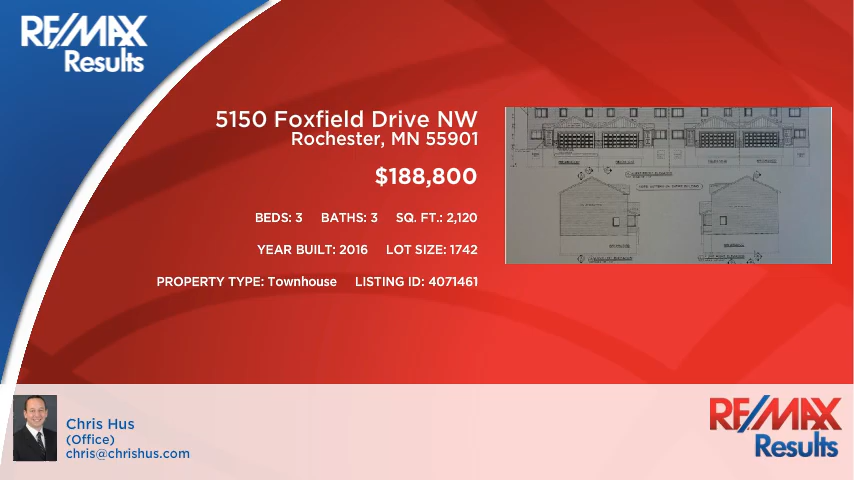 RE/MAX
Results
5150 Foxfield Drive NW
Rochester, MN 55901
$188,800
BEDS: 3 BATHS: 3 SQ. FT.: 2,120
YEAR BUILT: 2016 LOT SIZE: 1742
PROPERTY TYPE: Townhouse LISTING ID: 4071461
Chris Hus
(Office)
chris@chrishus.com
RE/MAX
Results